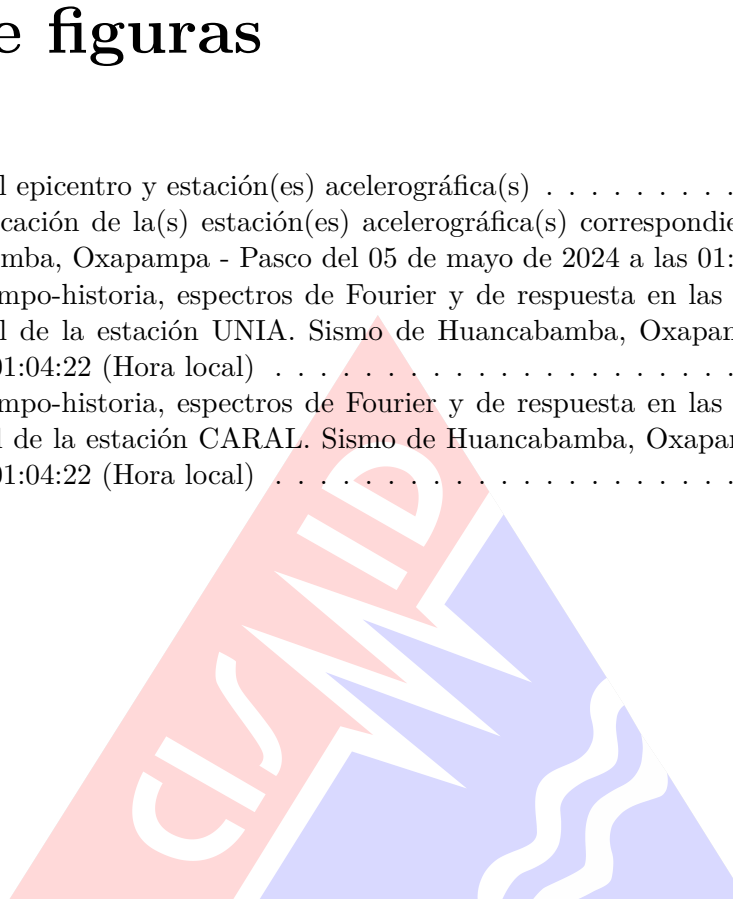 e figuras
l epicentro y estación(es) acelerográfica(s) . . . . . . . . .
cación de la(s) estación(es) acelerográfica(s) correspondie
mba, Oxapampa - Pasco del 05 de mayo de 2024 a las 01:
mpo-historia, espectros de Fourier y de respuesta en las
l de la estación UNIA. Sismo de Huancabamba, Oxapam
01:04:22 (Hora local) . . . . . . . . . . . . . . . . . . . . .
mpo-historia, espectros de Fourier y de respuesta en las
l de la estación CARAL. Sismo de Huancabamba, Oxapam
01:04:22 (Hora local) . . . . . . . . . . . . . . . . . . . . .
CISMID